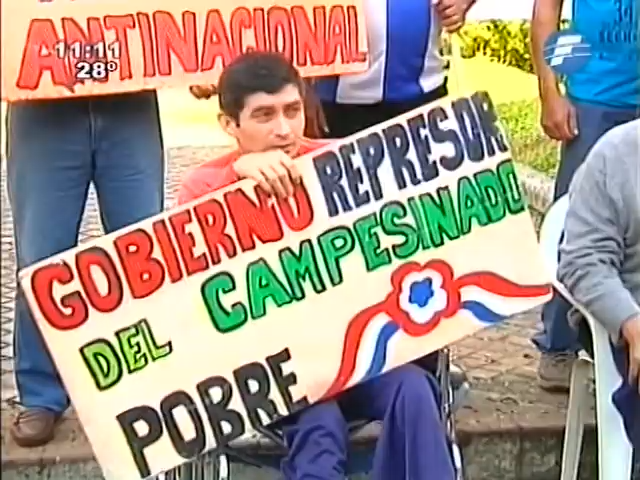 11:11
28°
ANTINACIONAL
GOBIERNO REPRESOR
DEL CAMPESINADO
POBRE